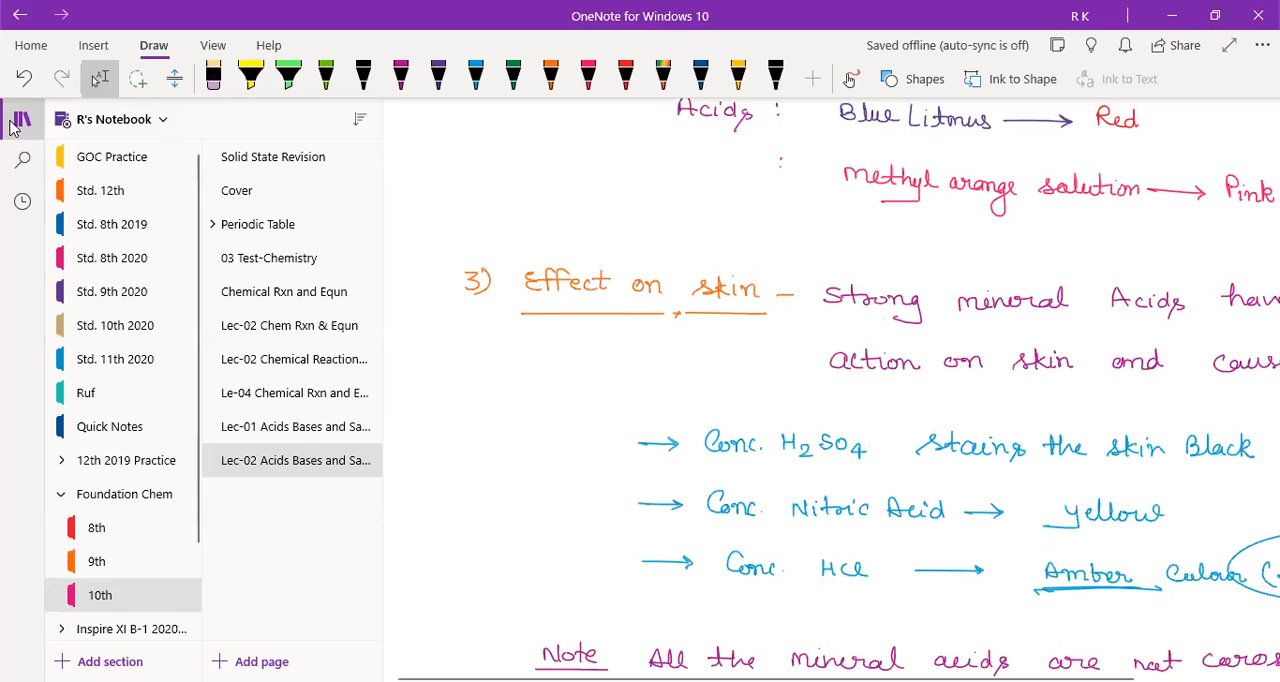 OneNote for Windows 10
R K
Home Insert Draw View Help
Saved offline (auto-sync is off) Share
Shapes Ink to Shape Ink to Text
R's Notebook
GOC Practice
Std. 12th
Std. 8th 2019
Std. 8th 2020
Std. 9th 2020
Std. 10th 2020
Std. 11th 2020
Ruf
Quick Notes
12th 2019 Practice
Foundation Chem
8th
9th
10th
Inspire XI B-1 2020...
Add section
Solid State Revision
Cover
Periodic Table
03 Test-Chemistry
Chemical Rxn and Equn
Lec-02 Chem Rxn & Equn
Lec-02 Chemical Reaction...
Le-04 Chemical Rxn and E...
Lec-01 Acids Bases and Sa...
Lec-02 Acids Bases and Sa...
Add page
Acids : Blue Litmus → Red
: methyl orange solution → Pink
3) Effect on skin - Strong mineral Acids hav
action on skin and caus
→ Conc. H2SO4 stains the skin Black
→ Conc. Nitric Acid → yellow
→ Conc. HCl → Amber Colour
Note All the mineral acids are not coros